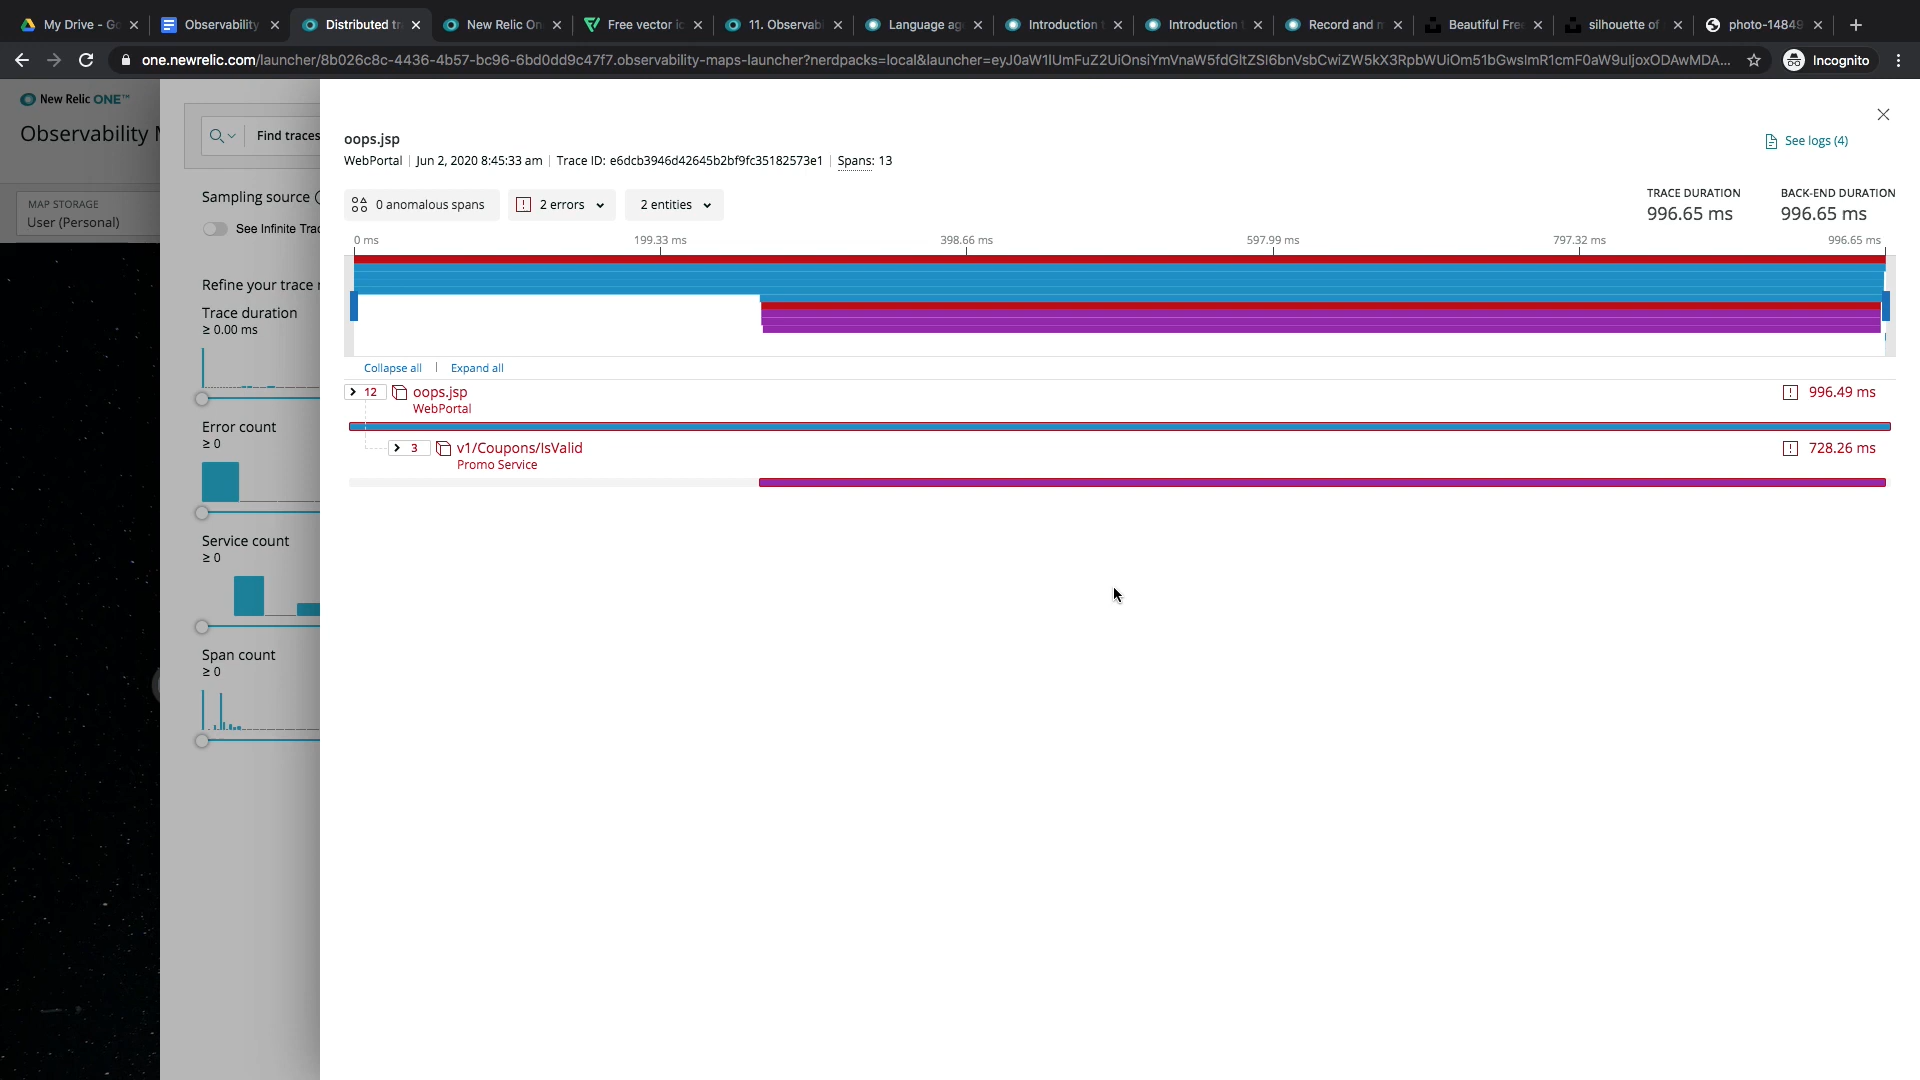 My Drive - Go
Observability
Distributed tr
New Relic On
Free vector ic
11. Observabi
Language ag
Introduction t
Introduction t
Record and m
Beautiful Free
silhouette of
photo-14849
one.newrelic.com/launcher/8b026c8c-4436-4b57-bc96-6bd0dd9c47f7.observability-maps-launcher?nerdpacks=local&launcher=
Incognito
New Relic ONE™
Observability
MAP STORAGE
User (Personal)
Find traces
Sampling source
See Infinite Trac
Refine your trace
Trace duration
≥ 0.00 ms
Error count
≥ 0
Service count
≥ 0
Span count
≥ 0
oops.jsp
WebPortal | Jun 2, 2020 8:45:33 am | Trace ID: e6dcb3946d42645b2bf9fc35182573e1 | Spans: 13
See logs (4)
0 anomalous spans
2 errors
2 entities
TRACE DURATION
996.65 ms
BACK-END DURATION
996.65 ms
0 ms
199.33 ms
398.66 ms
597.99 ms
797.32 ms
996.65 ms
Collapse all | Expand all
12 oops.jsp
996.49 ms
WebPortal
3 v1/Coupons/IsValid
728.26 ms
Promo Service